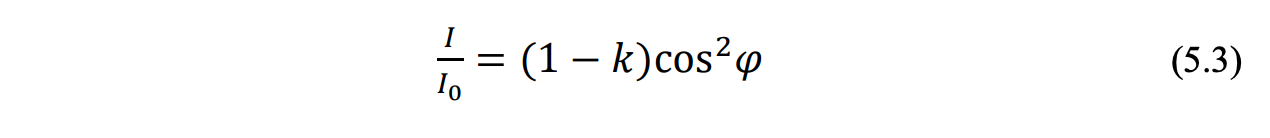 I/I₀ = (1 − k)cos²φ (5.3)